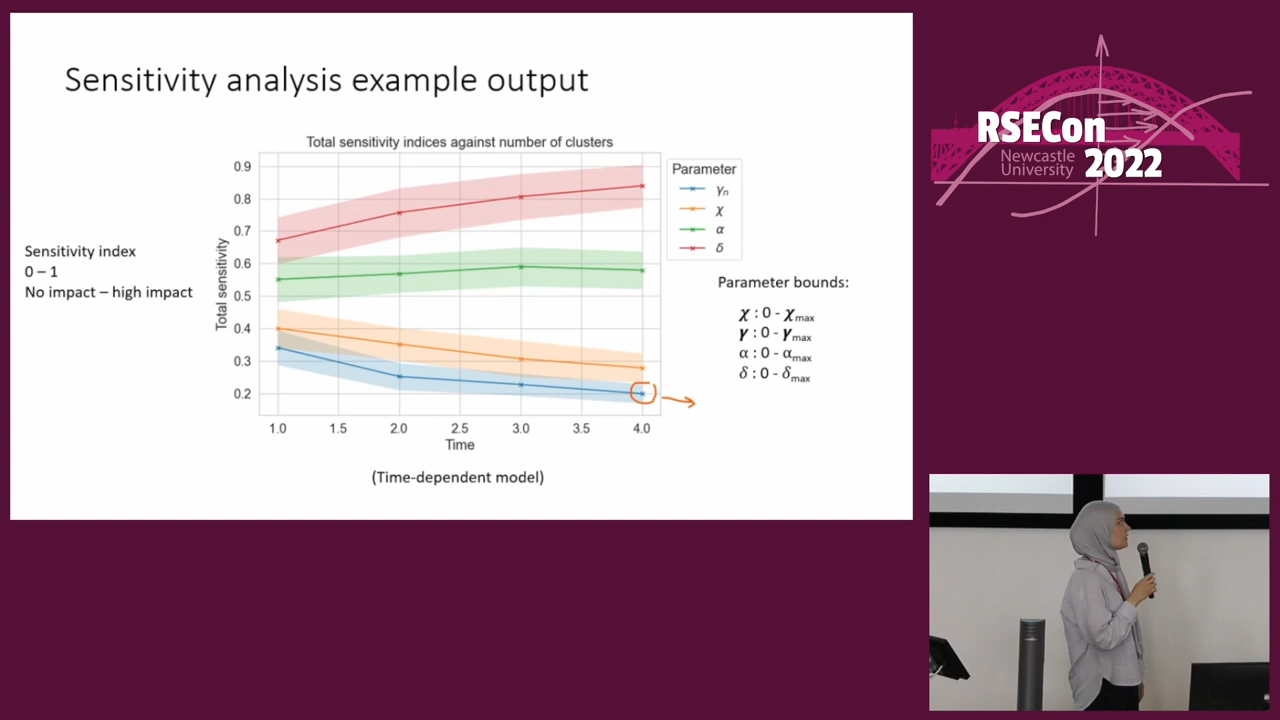 Sensitivity analysis example output
Total sensitivity indices against number of clusters
Sensitivity index
0 – 1
No impact – high impact
Total sensitivity
0.9
0.8
0.7
0.6
0.5
0.4
0.3
0.2
1.0 1.5 2.0 2.5 3.0 3.5 4.0
Time
(Time-dependent model)
Parameter
γn
χ
α
δ
Parameter bounds:
χ : 0 - χmax
γ : 0 - γmax
α : 0 - αmax
δ : 0 - δmax
RSECon
Newcastle
University 2022